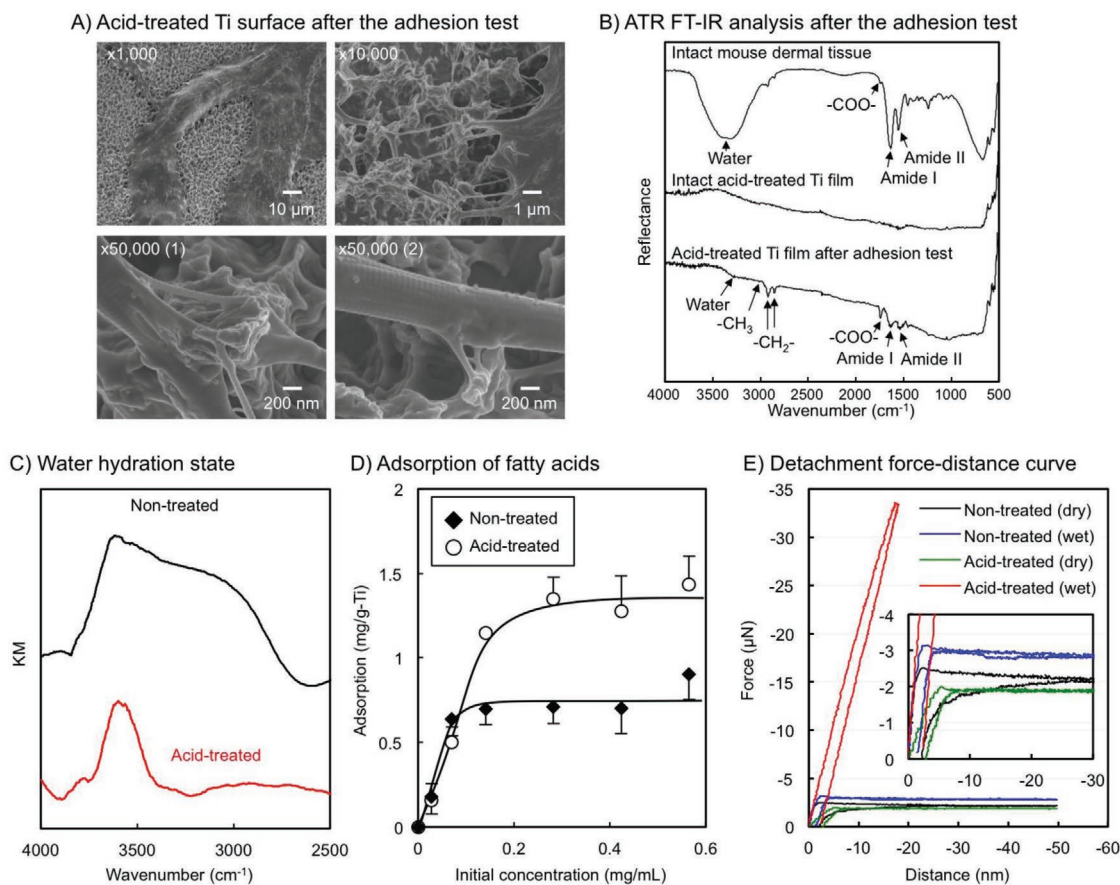 A) Acid-treated Ti surface after the adhesion test
x1,000
10 µm
x10,000
1 µm
x50,000 (1)
200 nm
x50,000 (2)
200 nm
B) ATR FT-IR analysis after the adhesion test
Intact mouse dermal tissue
-COO-
Water
Amide II
Amide I
Intact acid-treated Ti film
Acid-treated Ti film after adhesion test
Water
-CH3
-CH2-
-COO-
Amide I
Amide II
Reflectance
4000 3500 3000 2500 2000 1500 1000 500
Wavenumber (cm-1)
C) Water hydration state
Non-treated
Acid-treated
KM
4000 3500 3000 2500
Wavenumber (cm-1)
D) Adsorption of fatty acids
2
1.5
1
0.5
0
Non-treated
Acid-treated
Adsorption (mg/g-Ti)
0 0.2 0.4 0.6
Initial concentration (mg/mL)
E) Detachment force-distance curve
-35
-30
-25
-20
-15
-10
-5
0
Non-treated (dry)
Non-treated (wet)
Acid-treated (dry)
Acid-treated (wet)
-4
-3
-2
-1
0
0 -10 -20 -30
Force (µN)
0 -10 -20 -30 -40 -50 -60
Distance (nm)